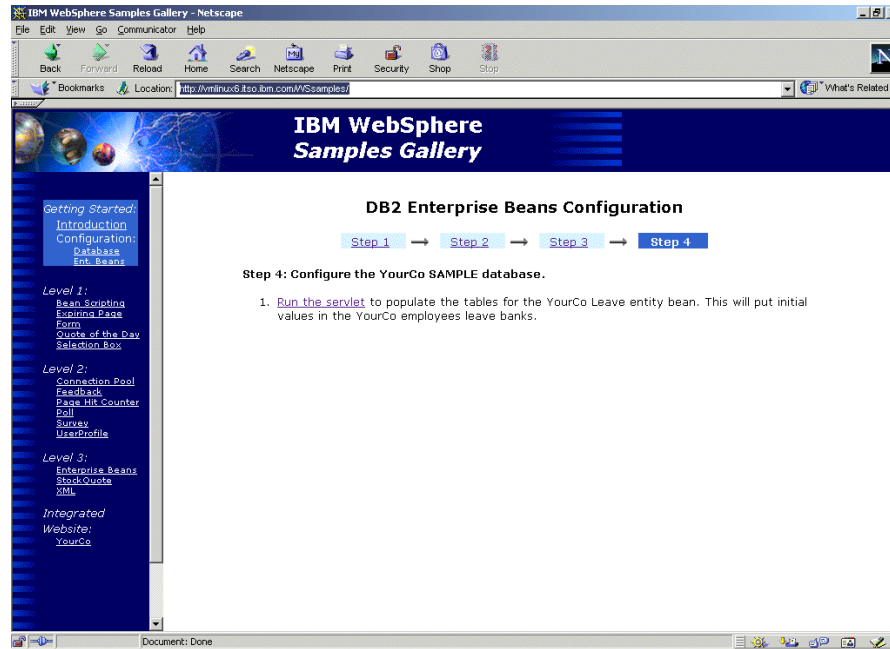 IBM WebSphere Samples Gallery - Netscape
File Edit View Go Communicator Help
Back Forward Reload Home Search Netscape Print Security Shop Stop
Bookmarks Location: http://vmlinux6.itso.ibm.com/WSsamples/ What's Related
IBM WebSphere
Samples Gallery
Getting Started:
Introduction
Configuration:
Database
Ent. Beans
Level 1:
Bean Scripting
Expiring Page
Form
Quote of the Day
Selection Box
Level 2:
Connection Pool
Feedback
Page Hit Counter
Poll
Survey
UserProfile
Level 3:
Enterprise Beans
StockQuote
XML
Integrated
Website:
YourCo
DB2 Enterprise Beans Configuration
Step 1 Step 2 Step 3 Step 4
Step 4: Configure the YourCo SAMPLE database.
1. Run the servlet to populate the tables for the YourCo Leave entity bean. This will put initial
values in the YourCo employees leave banks.
Document: Done